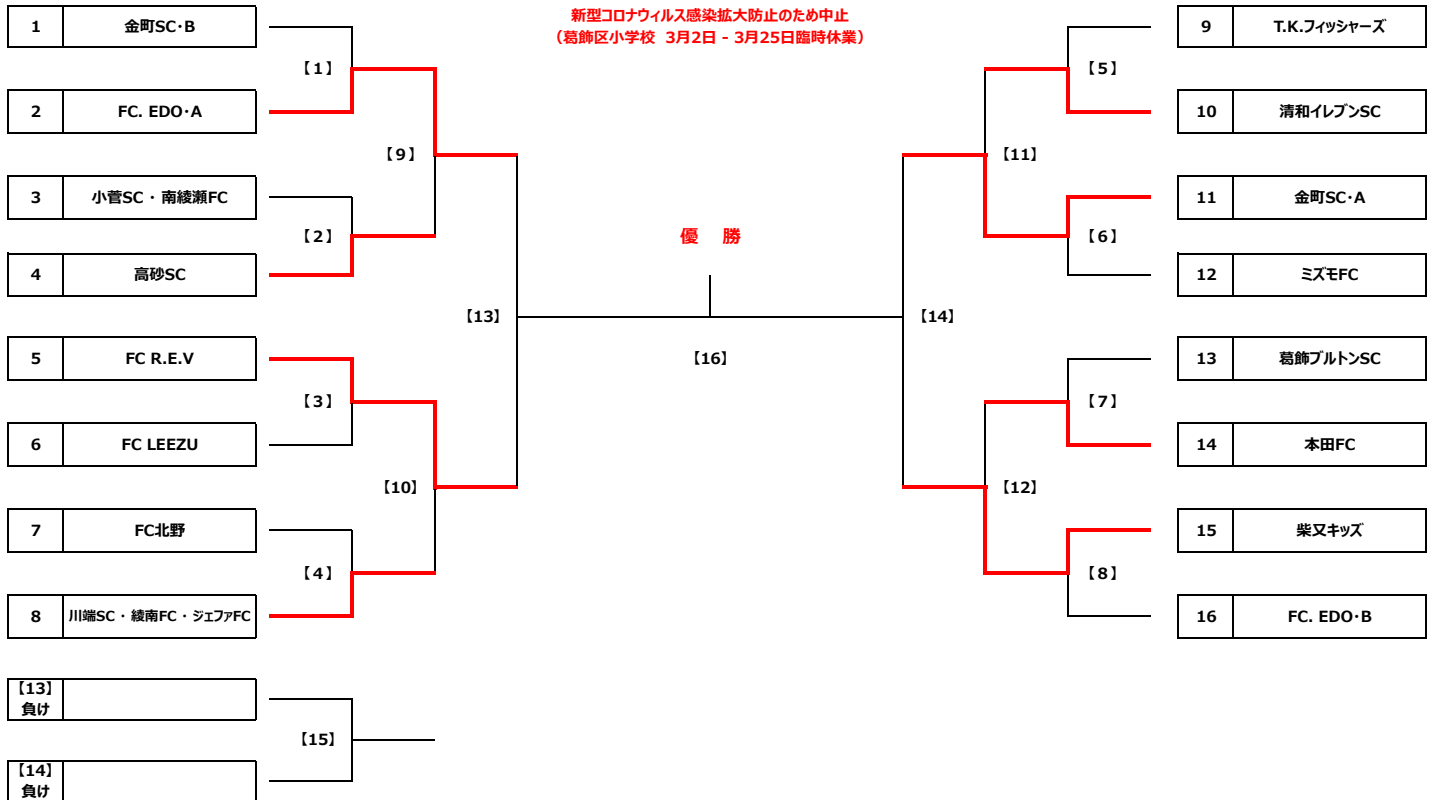 新型コロナウィルス感染拡大防止のため中止
（葛飾区小学校 3月2日 - 3月25日臨時休業）
1 金町SC・B
【1】
2 FC. EDO・A
【9】
3 小菅SC・南綾瀬FC
【2】
4 高砂SC
【13】
5 FC R.E.V
【3】
6 FC LEEZU
【10】
7 FC北野
【4】
8 川端SC・綾南FC・ジェファFC
優 勝
【16】
9 T.K.フィッシャーズ
【5】
10 清和イレブンSC
【11】
11 金町SC・A
【6】
12 ミズモFC
【14】
13 葛飾ブルトンSC
【7】
14 本田FC
【12】
15 柴又キッズ
【8】
16 FC. EDO・B
【13】
負け
【15】
【14】
負け